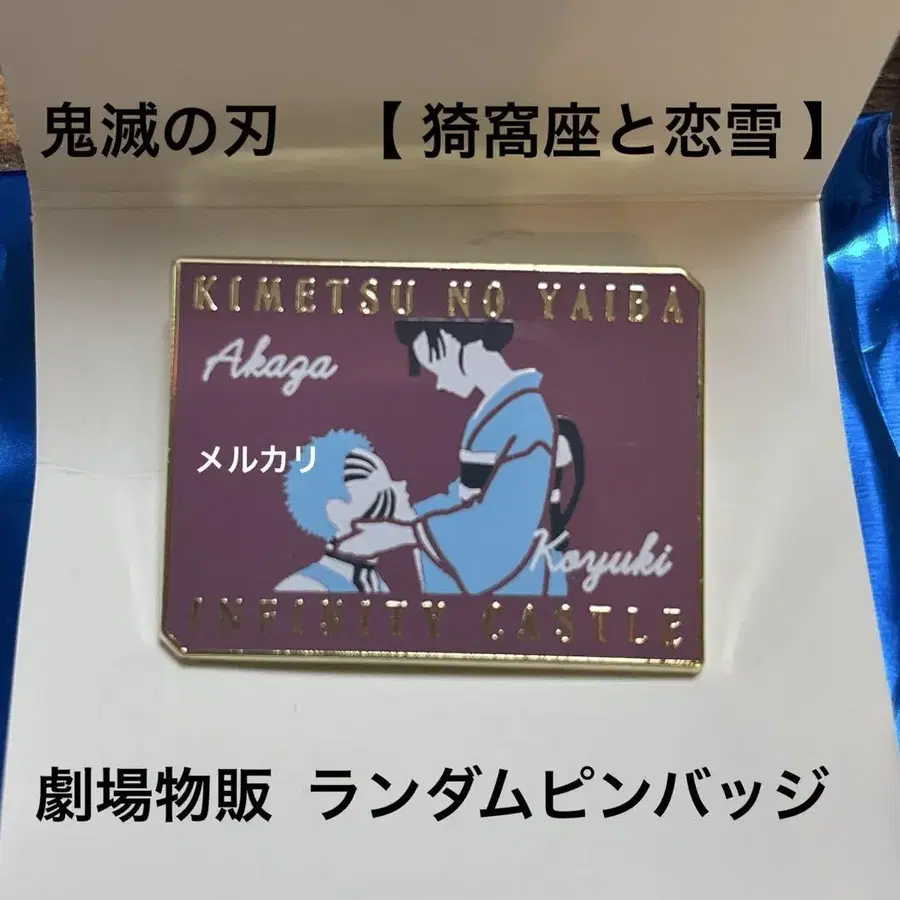 鬼滅の刃 【 猗窩座と恋雪 】
KIMETSU NO YAIBA
Akaza
メルカリ
Koyuki
INFINITY CASTLE
劇場物販 ランダムピンバッジ